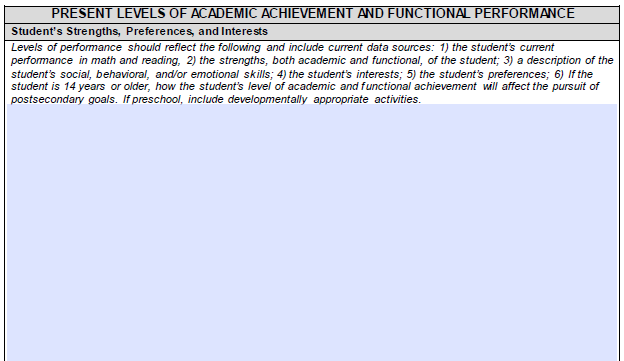 PRESENT LEVELS OF ACADEMIC ACHIEVEMENT AND FUNCTIONAL PERFORMANCE
Student's Strengths, Preferences, and Interests
Levels of performance should reflect the following and include current data sources: 1) the student's current
performance in math and reading, 2) the strengths, both academic and functional, of the student; 3) a description of the
student's social, behavioral, and/or emotional skills; 4) the student's interests; 5) the student's preferences; 6) If the
student is 14 years or older, how the student's level of academic and functional achievement will affect the pursuit of
postsecondary goals. If preschool, include developmentally appropriate activities.